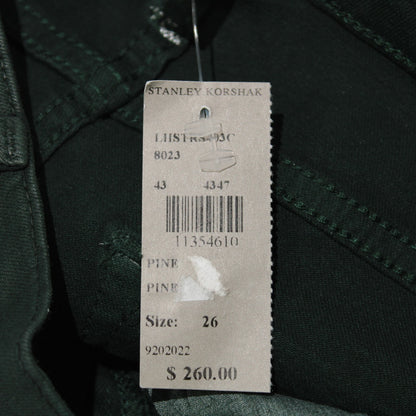 STANLEY KORSHAK
8023
43 4347
11354610
PINE
PINE
Size: 26
9202022
$ 260.00